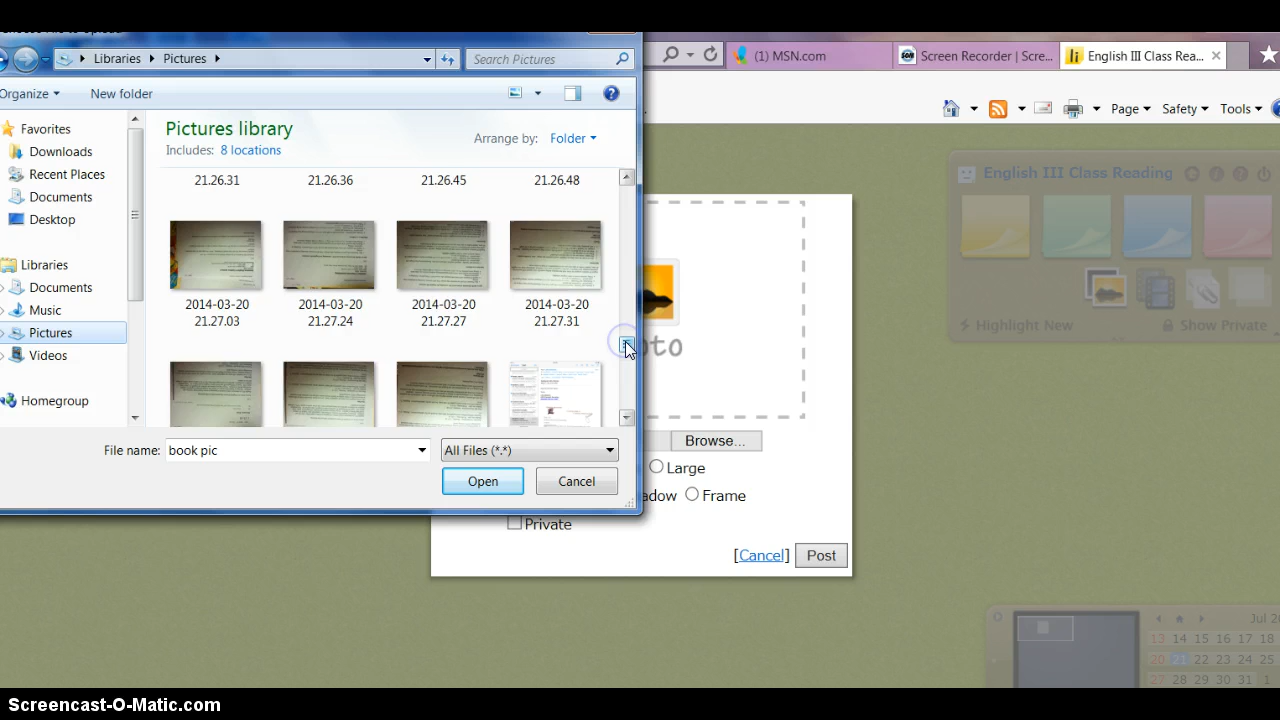 Libraries
Pictures
Search Pictures
(1) MSN.com
Screen Recorder | Scre...
English III Class Rea...
Organize
New folder
Page
Safety
Tools
Favorites
Downloads
Recent Places
Documents
Desktop
Libraries
Documents
Music
Pictures
Videos
Homegroup
Pictures library
Includes: 8 locations
Arrange by: Folder
21.26.31
21.26.36
21.26.45
21.26.48
2014-03-20
21.27.03
2014-03-20
21.27.24
2014-03-20
21.27.27
2014-03-20
21.27.31
File name: book pic
All Files (*.*)
Open
Cancel
English III Class Reading
Highlight New
Show Private
oto
Browse...
Large
adow
Frame
Private
[Cancel]
Post
Jul 20
13 14 15 16 17 18
20 21 22 23 24 25
27 28 29 30 31 1
Screencast-O-Matic.com